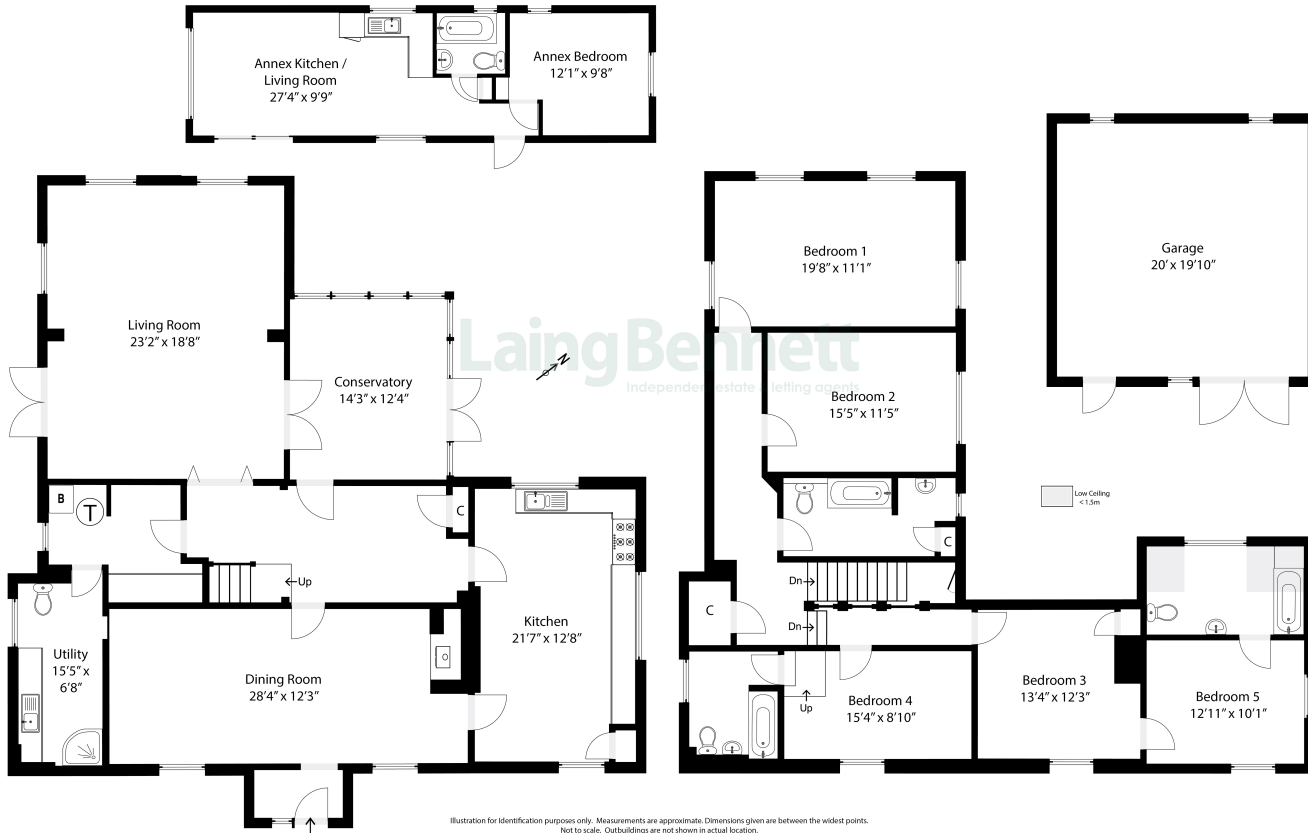 Annex Kitchen /
Living Room
27'4" x 9'9"
Annex Bedroom
12'1" x 9'8"
Living Room
23'2" x 18'8"
Conservatory
14'3" x 12'4"
B
T
C
Up
Kitchen
21'7" x 12'8"
Utility
15'5" x
6'8"
Dining Room
28'4" x 12'3"
Laing Bennett
Independent estate & letting agents
N
Bedroom 1
19'8" x 11'1"
Bedroom 2
15'5" x 11'5"
C
Dn
C
Dn
Up
Bedroom 4
15'4" x 8'10"
Bedroom 3
13'4" x 12'3"
Bedroom 5
12'11" x 10'1"
Garage
20' x 19'10"
Low Ceiling
< 1.5m
Illustration for Identification purposes only. Measurements are approximate. Dimensions given are between the widest points.
Not to scale. Outbuildings are not shown in actual location.